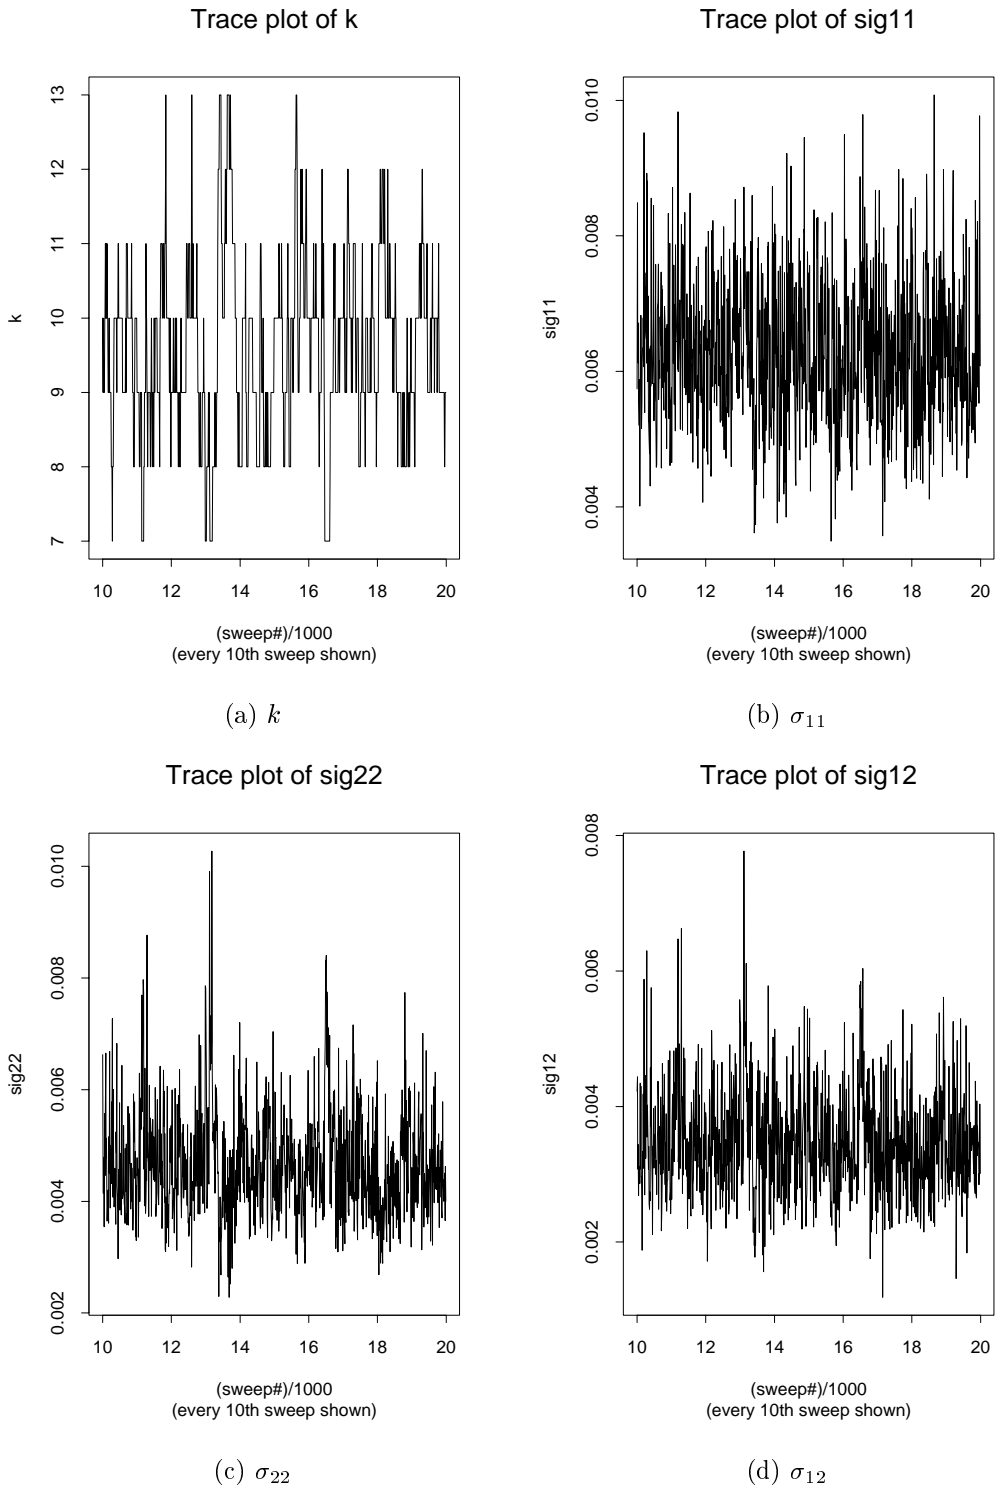 Trace plot of k
k
13
12
11
10
9
8
7
10 12 14 16 18 20
(sweep#)/1000
(every 10th sweep shown)
(a) k
Trace plot of sig11
sig11
0.010
0.008
0.006
0.004
10 12 14 16 18 20
(sweep#)/1000
(every 10th sweep shown)
(b) σ₁₁
Trace plot of sig22
sig22
0.010
0.008
0.006
0.004
0.002
10 12 14 16 18 20
(sweep#)/1000
(every 10th sweep shown)
(c) σ₂₂
Trace plot of sig12
sig12
0.008
0.006
0.004
0.002
10 12 14 16 18 20
(sweep#)/1000
(every 10th sweep shown)
(d) σ₁₂